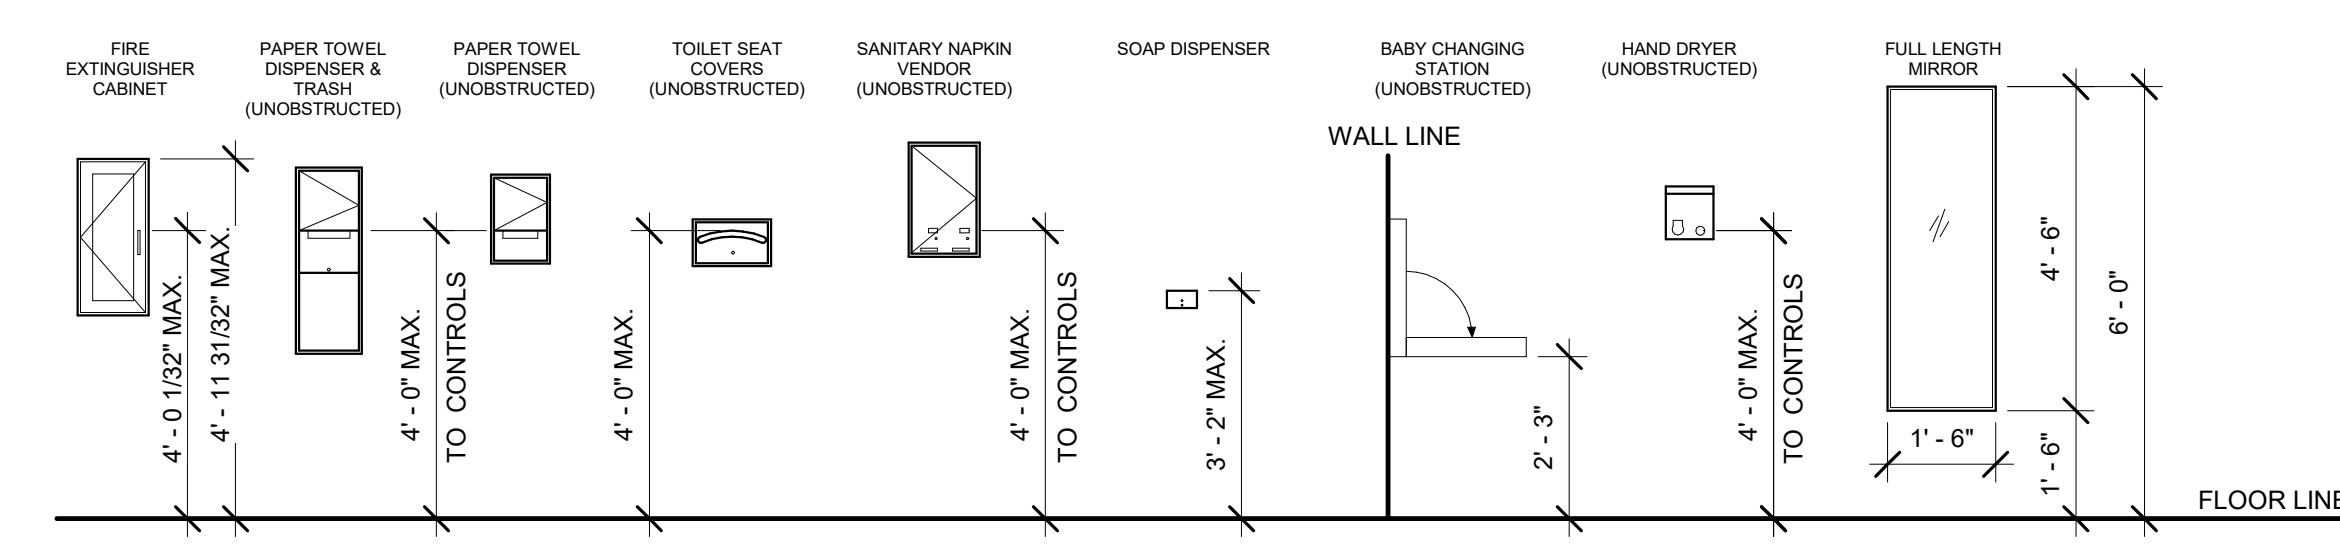 FIRE
EXTINGUISHER
CABINET
PAPER TOWEL
DISPENSER &
TRASH
(UNOBSTRUCTED)
PAPER TOWEL
DISPENSER
(UNOBSTRUCTED)
TOILET SEAT
COVERS
(UNOBSTRUCTED)
SANITARY NAPKIN
VENDOR
(UNOBSTRUCTED)
SOAP DISPENSER
BABY CHANGING
STATION
(UNOBSTRUCTED)
HAND DRYER
(UNOBSTRUCTED)
FULL LENGTH
MIRROR
WALL LINE
4' - 0 1/32" MAX.
4' - 11 31/32" MAX.
4' - 0" MAX.
TO CONTROLS
4' - 0" MAX.
4' - 0" MAX.
TO CONTROLS
3' - 2" MAX.
2' - 3"
4' - 0" MAX.
TO CONTROLS
1' - 6"
4' - 6"
1' - 6"
6' - 0"
FLOOR LINE